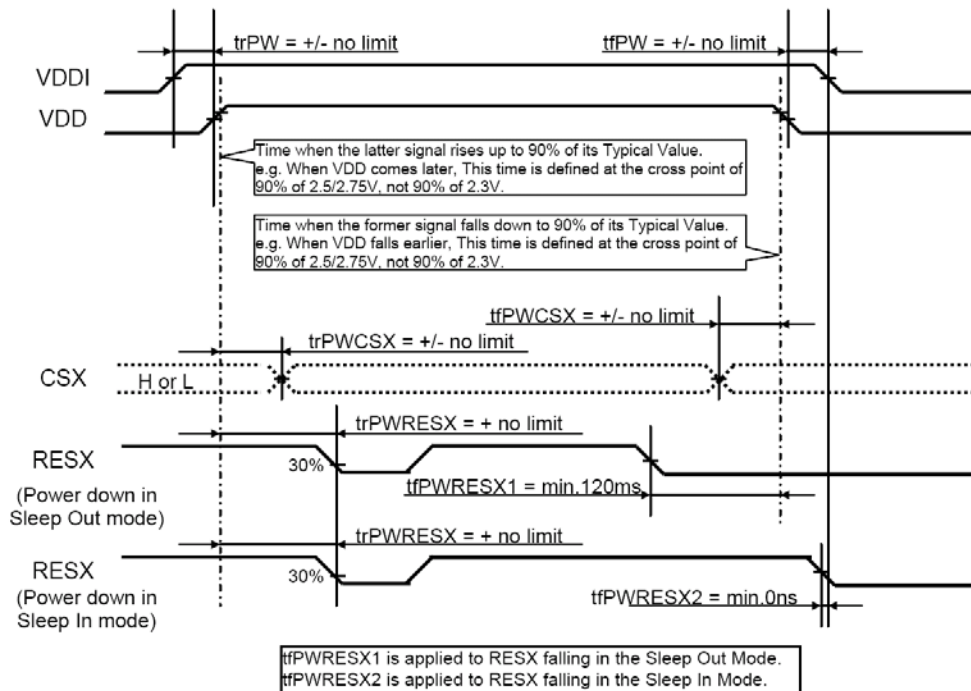 trPW = +/- no limit
tfPW = +/- no limit
VDDI
VDD
Time when the latter signal rises up to 90% of its Typical Value.
e.g. When VDD comes later, This time is defined at the cross point of
90% of 2.5/2.75V, not 90% of 2.3V.
Time when the former signal falls down to 90% of its Typical Value.
e.g. When VDD falls earlier, This time is defined at the cross point of
90% of 2.5/2.75V, not 90% of 2.3V.
tfPWCSX = +/- no limit
trPWCSX = +/- no limit
CSX
H or L
trPWRESX = + no limit
RESX
30%
(Power down in
Sleep Out mode)
tfPWRESX1 = min.120ms
trPWRESX = + no limit
RESX
30%
(Power down in
Sleep In mode)
tfPWRESX2 = min.0ns
tfPWRESX1 is applied to RESX falling in the Sleep Out Mode.
tfPWRESX2 is applied to RESX falling in the Sleep In Mode.